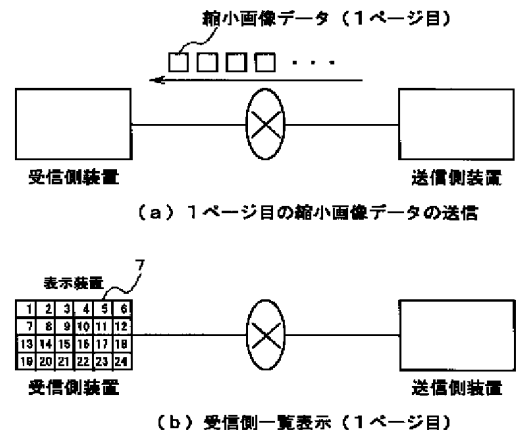 縮小画像データ(1ページ目)
・・・
受信側装置
送信側装置
(a)1ページ目の縮小画像データの送信
7
表示装置
1 2 3 4 5 6
7 8 9 10 11 12
13 14 15 16 17 18
19 20 21 22 23 24
受信側装置
送信側装置
(b)受信側一覧表示(1ページ目)